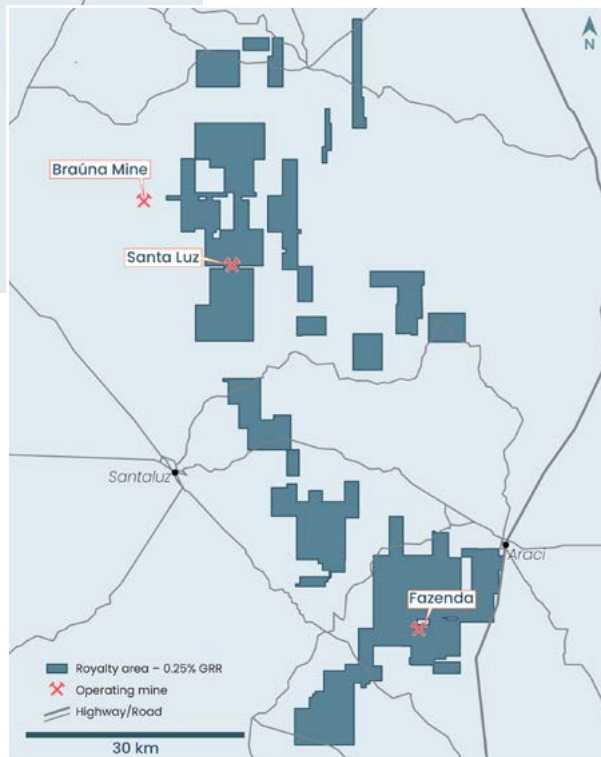 N
Braúna Mine
Santa Luz
Santaluz
Araci
Fazenda
Royalty area – 0.25% GRR
Operating mine
Highway/Road
30 km